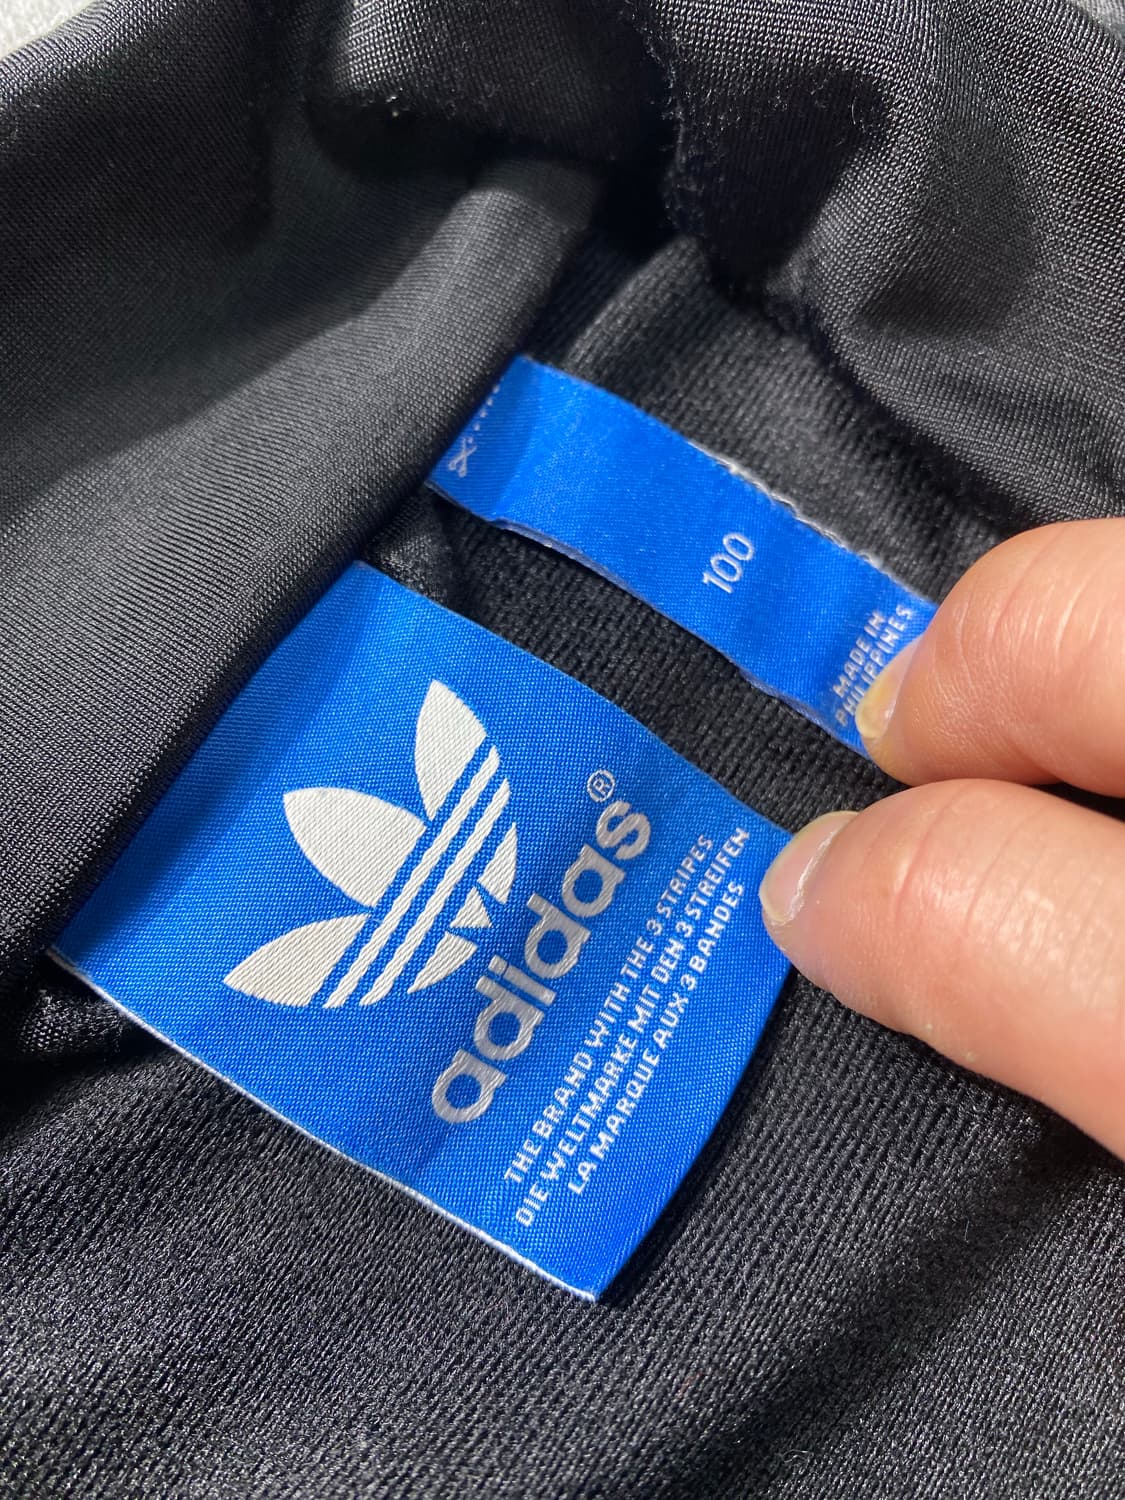 100
MADE IN
PHILIPPINES
adidas®
THE BRAND WITH THE 3 STRIPES
DIE WELTMARKE MIT DEN 3 STREIFEN
LA MARQUE AUX 3 BANDES